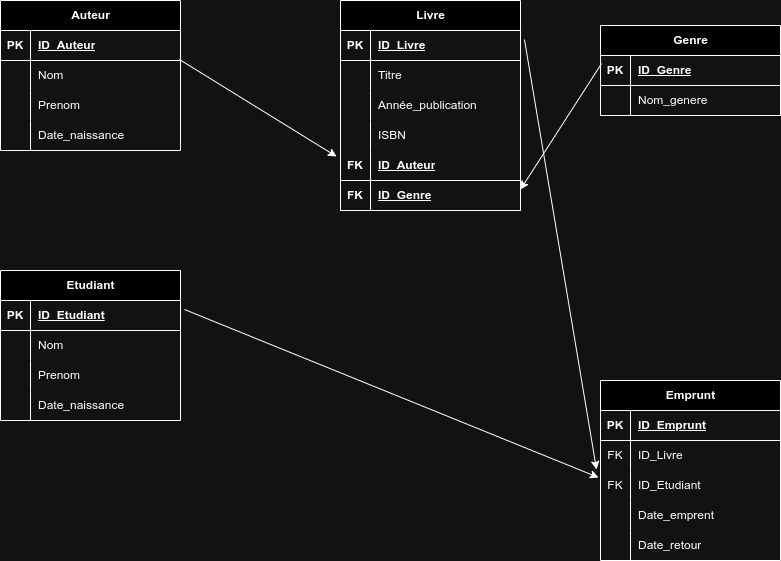 Auteur
PK ID_Auteur
Nom
Prenom
Date_naissance
Livre
PK ID_Livre
Titre
Année_publication
ISBN
FK ID_Auteur
FK ID_Genre
Genre
PK ID_Genre
Nom_genere
Etudiant
PK ID_Etudiant
Nom
Prenom
Date_naissance
Emprunt
PK ID_Emprunt
FK ID_Livre
FK ID_Etudiant
Date_emprent
Date_retour